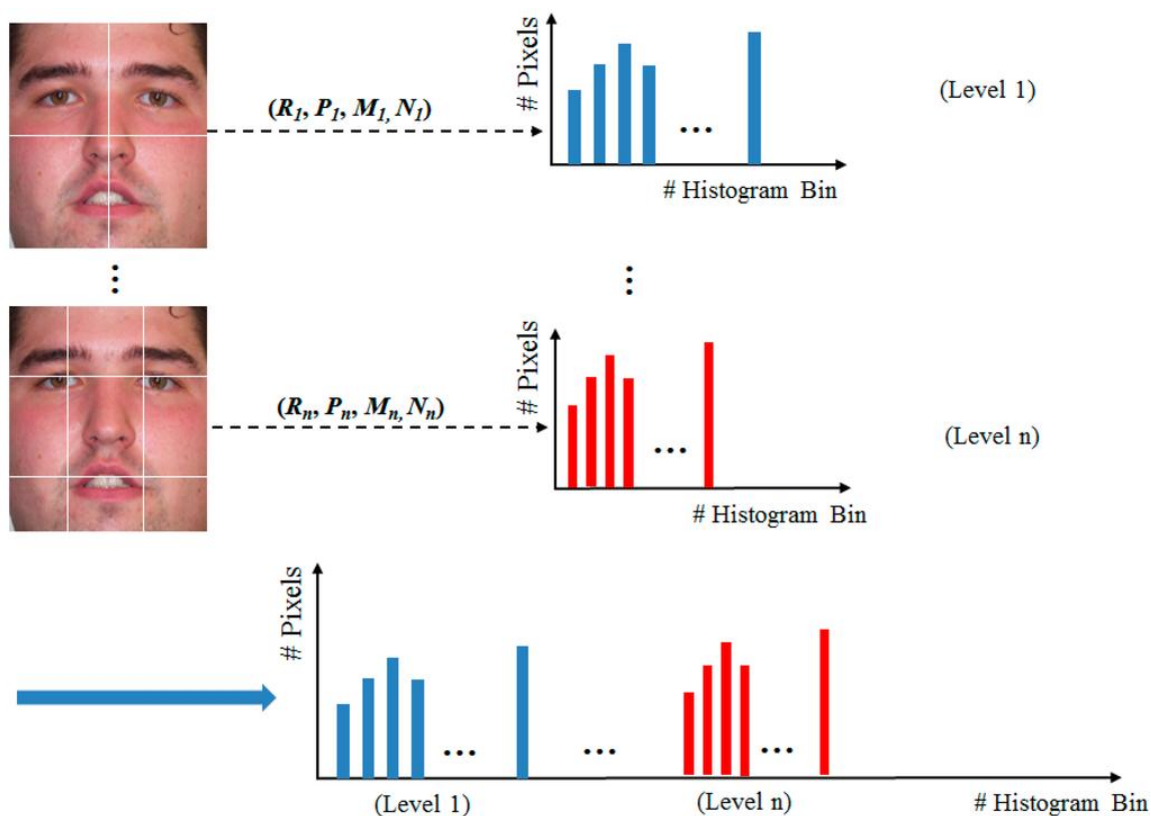 # Pixels
(R1, P1, M1, N1)
(Level 1)
...
# Histogram Bin
...
...
# Pixels
(Rn, Pn, Mn, Nn)
(Level n)
...
# Histogram Bin
# Pixels
... ... ...
(Level 1) (Level n) # Histogram Bin